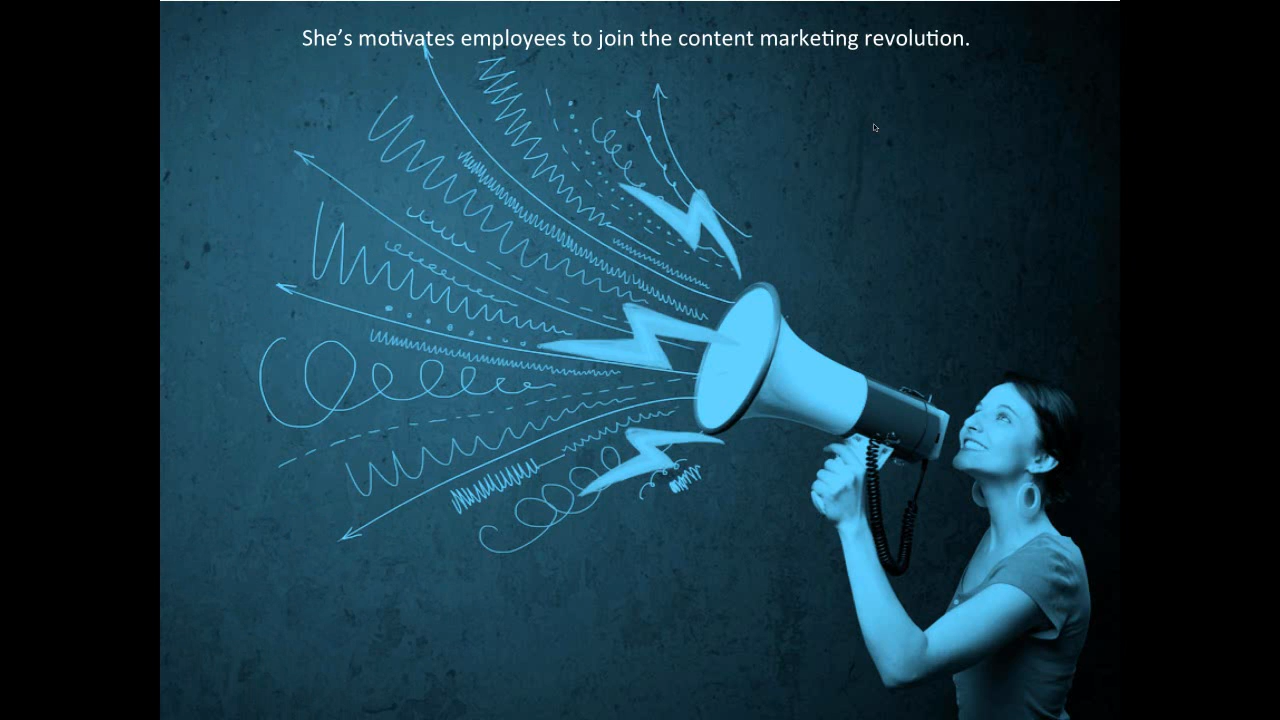 She’s motivates employees to join the content marketing revolution.